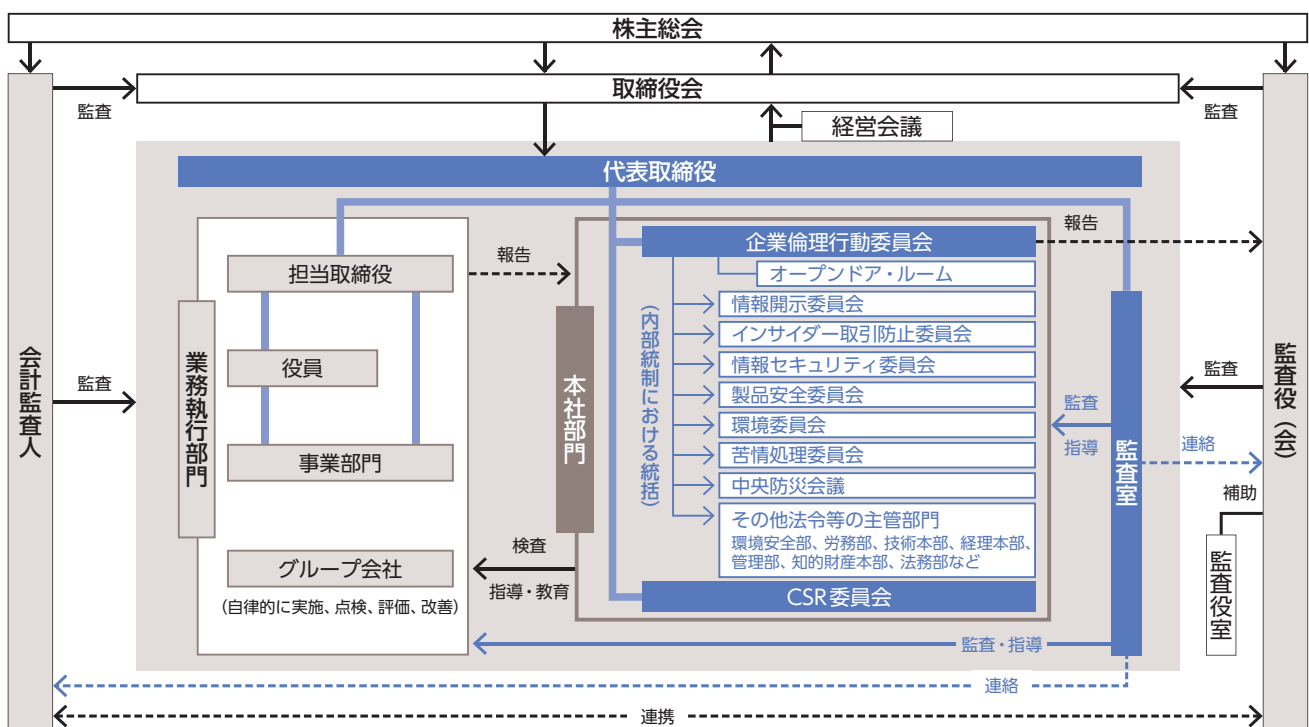 株主総会
取締役会
監査
監査
経営会議
代表取締役
会計監査人
監査
業務執行部門
担当取締役
役員
事業部門
グループ会社
(自律的に実施、点検、評価、改善)
報告
検査
指導・教育
本社部門
企業倫理行動委員会
オープンドア・ルーム
(内部統制における統括)
情報開示委員会
インサイダー取引防止委員会
情報セキュリティ委員会
製品安全委員会
環境委員会
苦情処理委員会
中央防災会議
その他法令等の主管部門
環境安全部、労務部、技術本部、経理本部、
管理部、知的財産本部、法務部など
CSR委員会
報告
監査
指導
監査室
監査・指導
監査
連絡
補助
監査役室
監査役(会)
連絡
連携